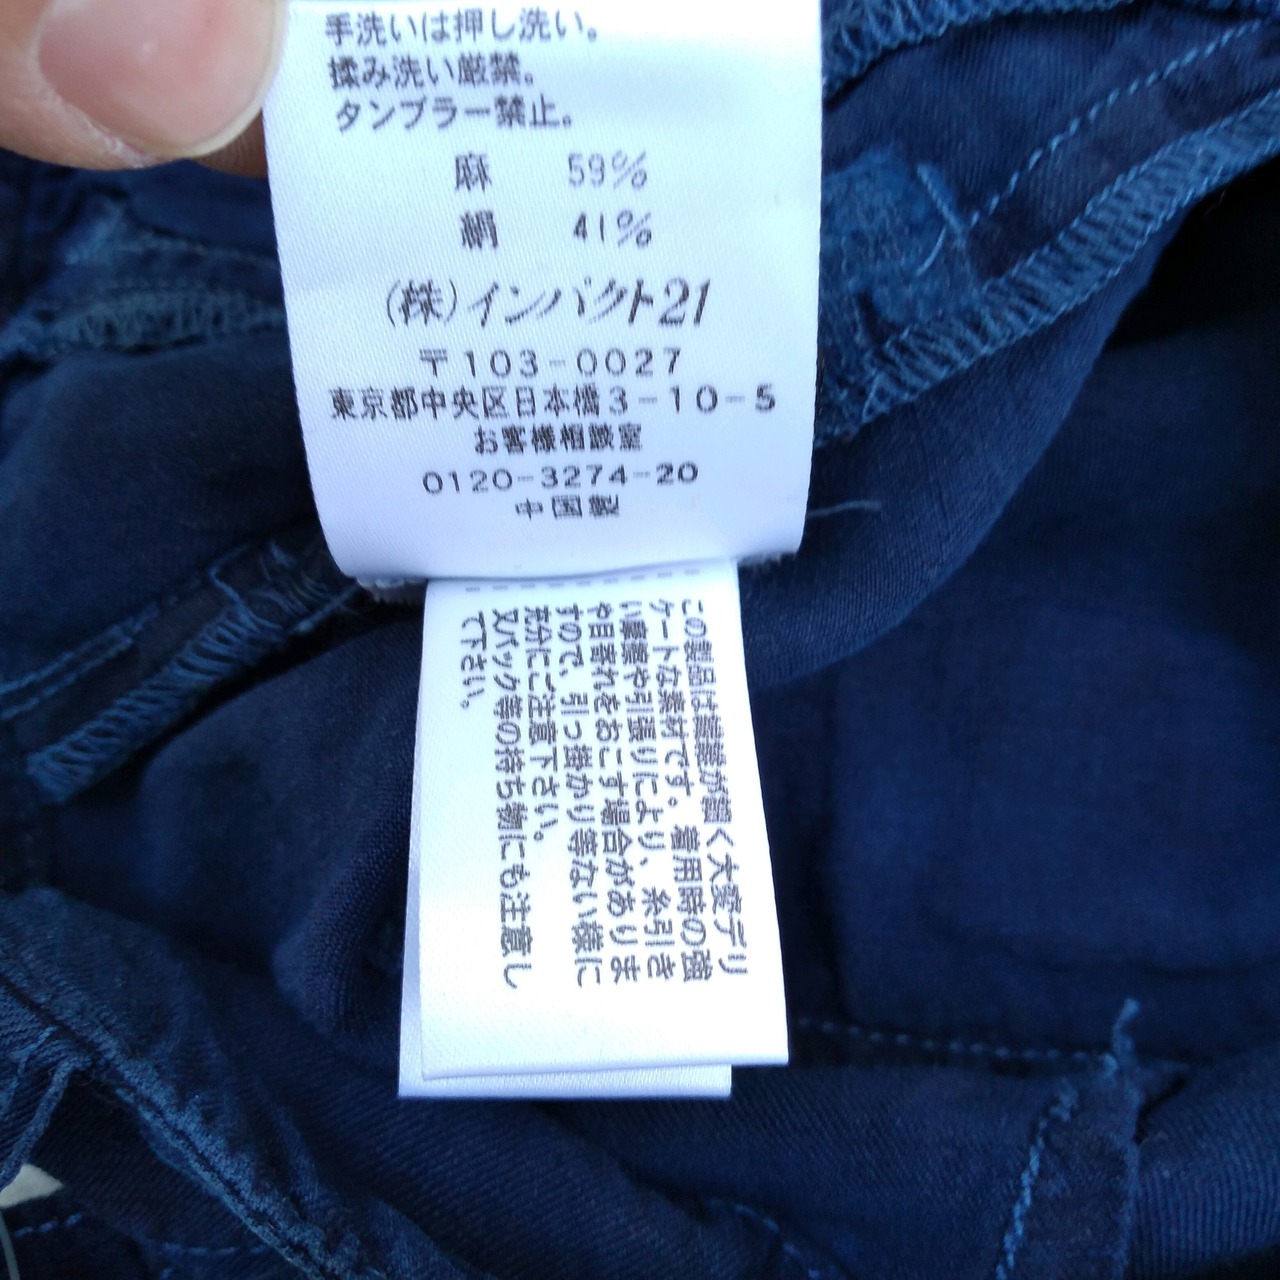 手洗いは押し洗い。
揉み洗い厳禁。
タンブラー禁止。
麻 59%
絹 41%
(株)インパクト21
〒103-0027
東京都中央区日本橋3-10-5
お客様相談室
0120-3274-20
中国製
この製品は繊維が細く大変デリ
ケートな素材です。着用時の強
い摩擦や引張りにより、糸引き
や目寄れをおこす場合がありま
すので、引っ掛かり等ない様に
充分にご注意下さい。
又バック等の持ち物にも注意し
て下さい。